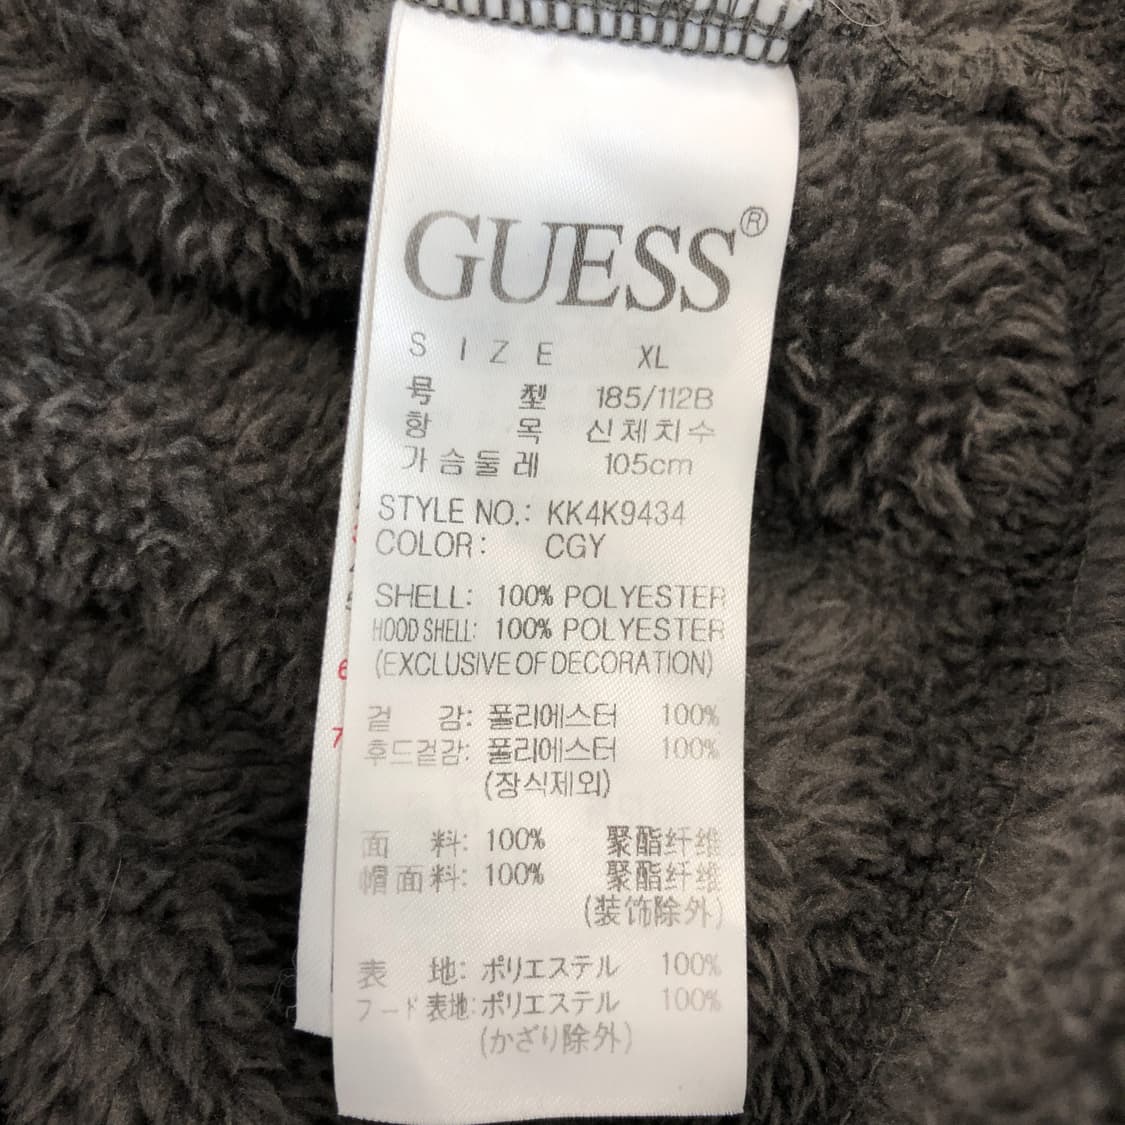 GUESS®
SIZE XL
号型 185/112B
항목 신체치수
가슴둘레 105cm
STYLE NO.: KK4K9434
COLOR: CGY
SHELL: 100% POLYESTER
HOOD SHELL: 100% POLYESTER
(EXCLUSIVE OF DECORATION)
겉감: 폴리에스터 100%
후드겉감: 폴리에스터 100%
(장식제외)
面料: 100% 聚酯纤维
帽面料: 100% 聚酯纤维
(装饰除外)
表地: ポリエステル 100%
フード表地: ポリエステル 100%
(かざり除外)
6
7